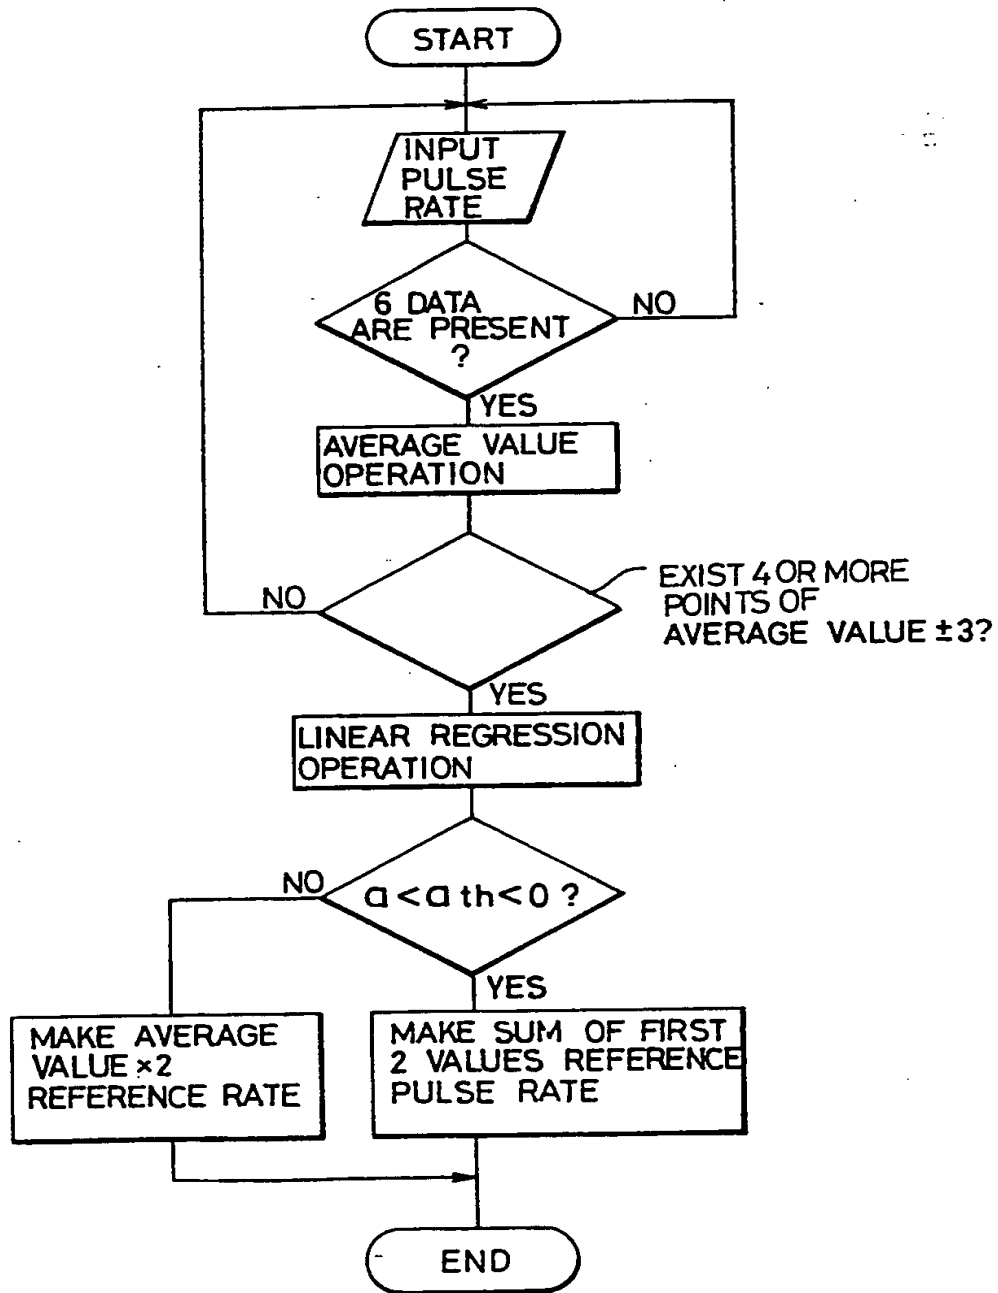 START
INPUT
PULSE
RATE
6 DATA
ARE PRESENT
?
NO
YES
AVERAGE VALUE
OPERATION
NO
EXIST 4 OR MORE
POINTS OF
AVERAGE VALUE ±3?
YES
LINEAR REGRESSION
OPERATION
NO
a < a th < 0 ?
YES
MAKE AVERAGE
VALUE ×2
REFERENCE RATE
MAKE SUM OF FIRST
2 VALUES REFERENCE
PULSE RATE
END